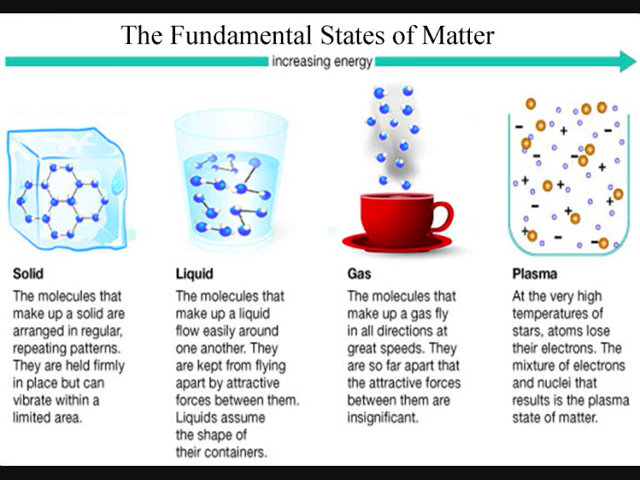 The Fundamental States of Matter
increasing energy
Solid
The molecules that
make up a solid are
arranged in regular,
repeating patterns.
They are held firmly
in place but can
vibrate within a
limited area.
Liquid
The molecules that
make up a liquid
flow easily around
one another. They
are kept from flying
apart by attractive
forces between them.
Liquids assume
the shape of
their containers.
Gas
The molecules that
make up a gas fly
in all directions at
great speeds. They
are so far apart that
the attractive forces
between them are
insignificant.
Plasma
At the very high
temperatures of
stars, atoms lose
their electrons. The
mixture of electrons
and nuclei that
results is the plasma
state of matter.